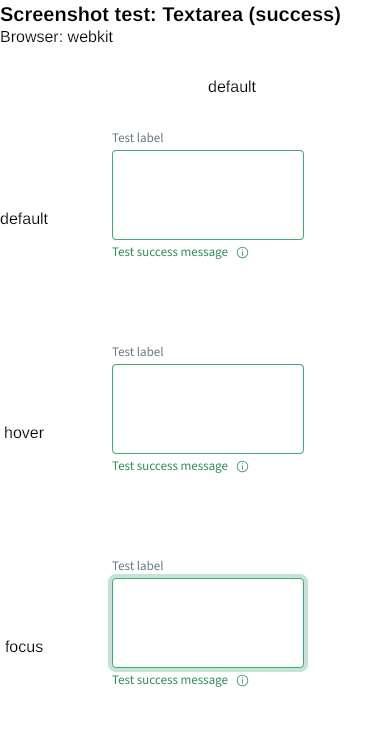 Screenshot test: Textarea (success)
Browser: webkit
default
Test label
default
Test success message
Test label
hover
Test success message
Test label
focus
Test success message